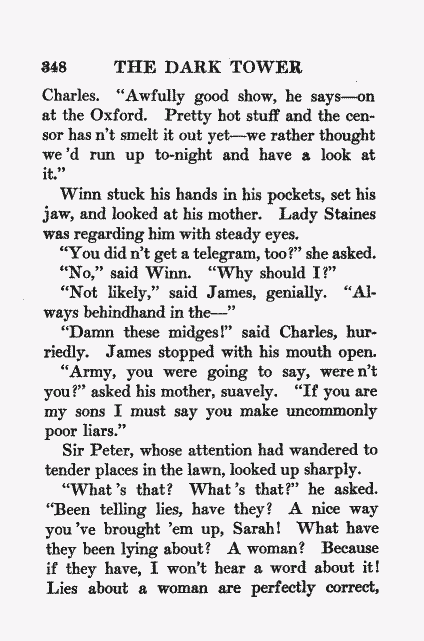 348 THE DARK TOWER
Charles. "Awfully good show, he says—on
at the Oxford. Pretty hot stuff and the cen-
sor has n't smelt it out yet—we rather thought
we 'd run up to-night and have a look at
it."
Winn stuck his hands in his pockets, set his
jaw, and looked at his mother. Lady Staines
was regarding him with steady eyes.
"You did n't get a telegram, too?" she asked.
"No," said Winn. "Why should I?"
"Not likely," said James, genially. "Al-
ways behindhand in the—"
"Damn these midges!" said Charles, hur-
riedly. James stopped with his mouth open.
"Army, you were going to say, were n't
you?" asked his mother, suavely. "If you are
my sons I must say you make uncommonly
poor liars."
Sir Peter, whose attention had wandered to
tender places in the lawn, looked up sharply.
"What 's that? What 's that?" he asked.
"Been telling lies, have they? A nice way
you 've brought 'em up, Sarah! What have
they been lying about? A woman? Because
if they have, I won't hear a word about it!
Lies about a woman are perfectly correct,